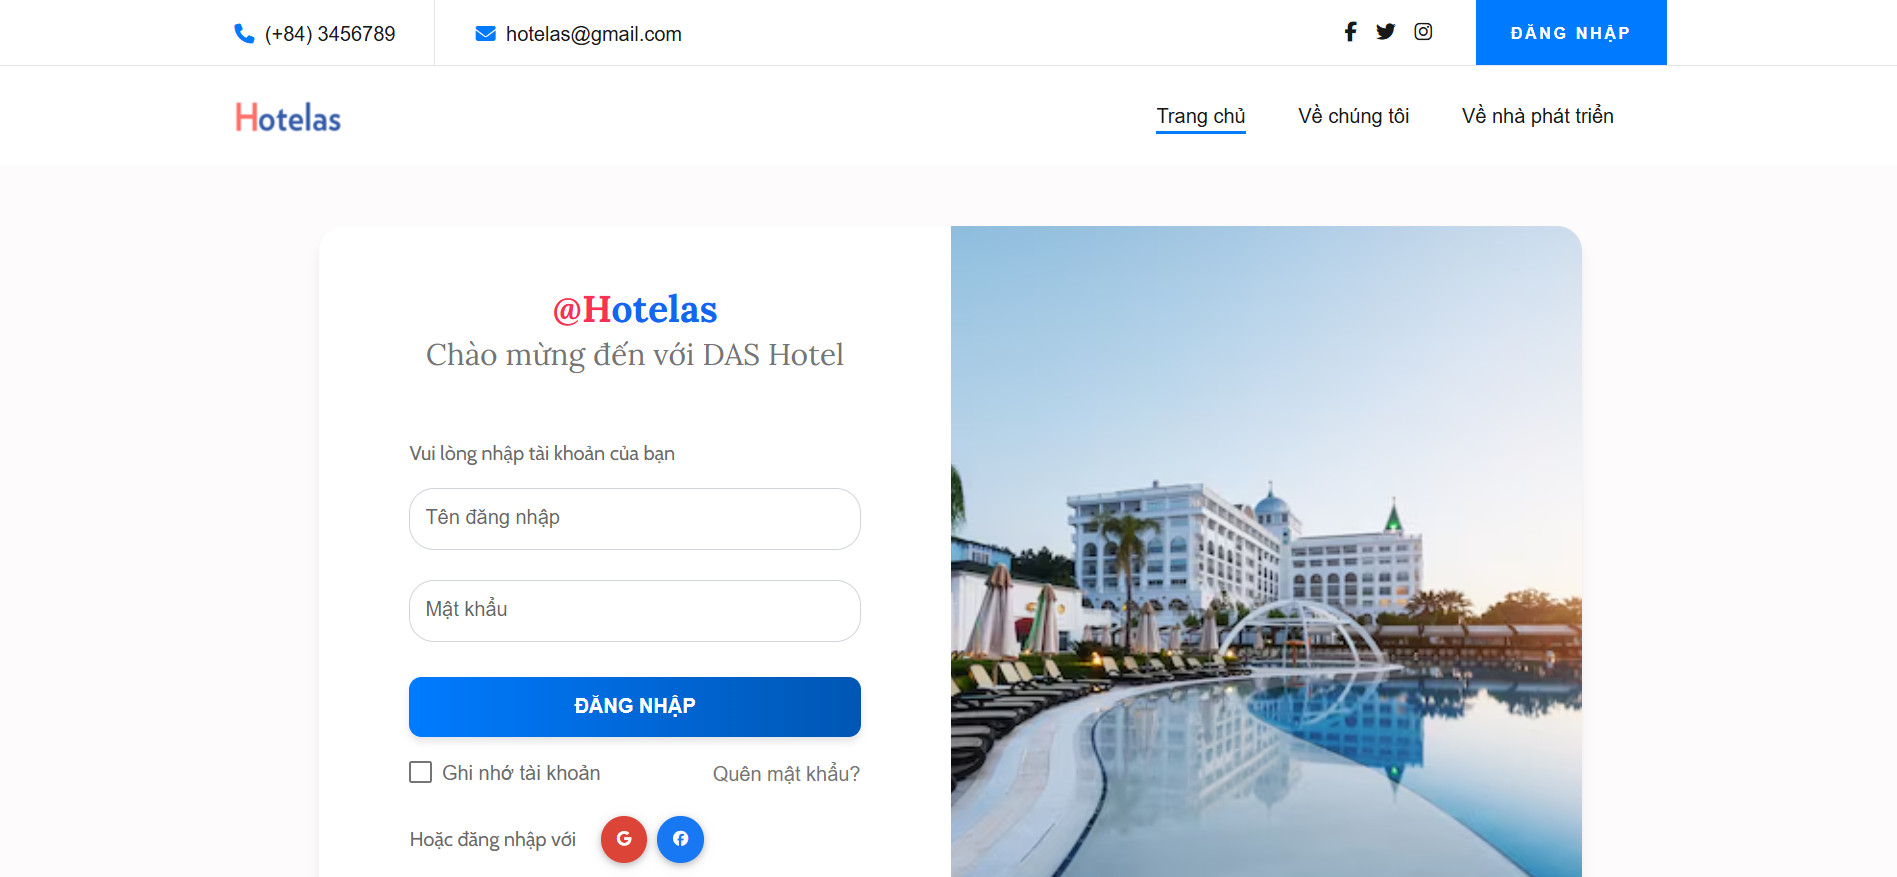 (+84) 3456789
hotelas@gmail.com
ĐĂNG NHẬP
Hotelas
Trang chủ
Về chúng tôi
Về nhà phát triển
@Hotelas
Chào mừng đến với DAS Hotel
Vui lòng nhập tài khoản của bạn
Tên đăng nhập
Mật khẩu
ĐĂNG NHẬP
Ghi nhớ tài khoản
Quên mật khẩu?
Hoặc đăng nhập với